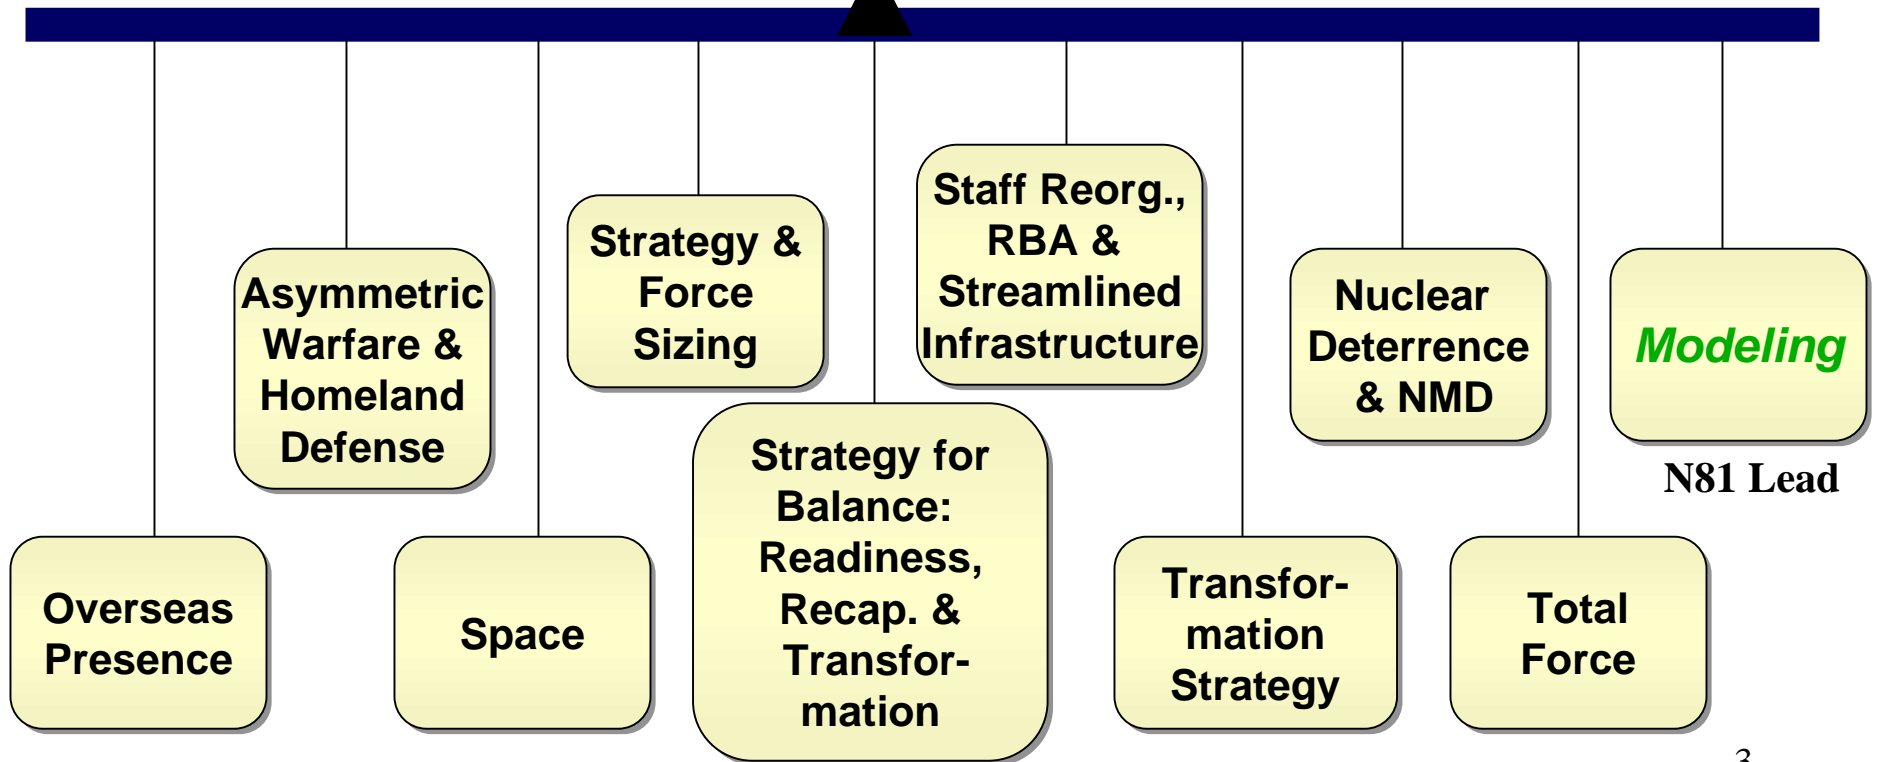 Overseas
Presence
Asymmetric
Warfare &
Homeland
Defense
Space
Strategy &
Force
Sizing
Strategy for
Balance:
Readiness,
Recap. &
Transfor-
mation
Staff Reorg.,
RBA &
Streamlined
Infrastructure
Transfor-
mation
Strategy
Nuclear
Deterrence
& NMD
Total
Force
Modeling
N81 Lead
3